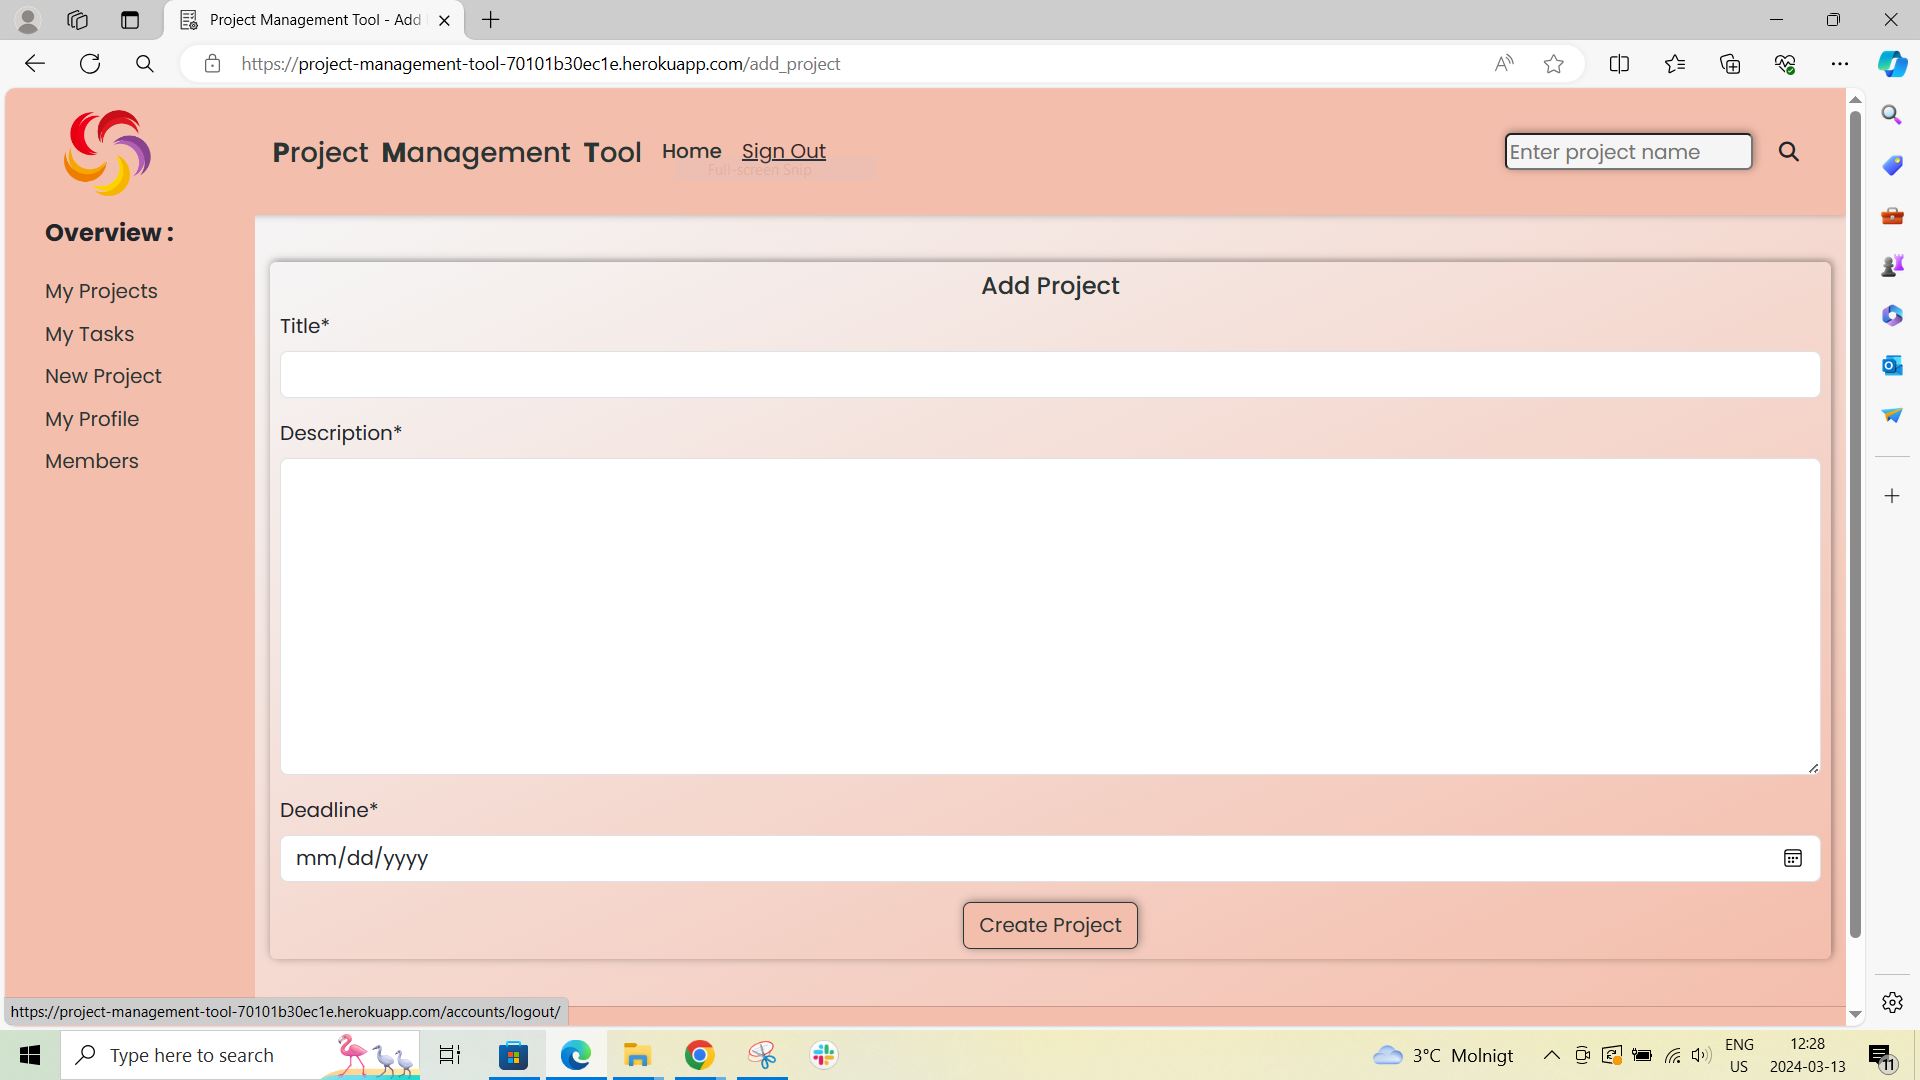 Project Management Tool - Add
https://project-management-tool-70101b30ec1e.herokuapp.com/add_project
Project Management Tool
Home
Sign Out
Enter project name
Full-screen Snip
Overview :
My Projects
My Tasks
New Project
My Profile
Members
Add Project
Title*
Description*
Deadline*
mm/dd/yyyy
Create Project
https://project-management-tool-70101b30ec1e.herokuapp.com/accounts/logout/
Type here to search
3°C Molnigt
ENG
US
12:28
2024-03-13
11